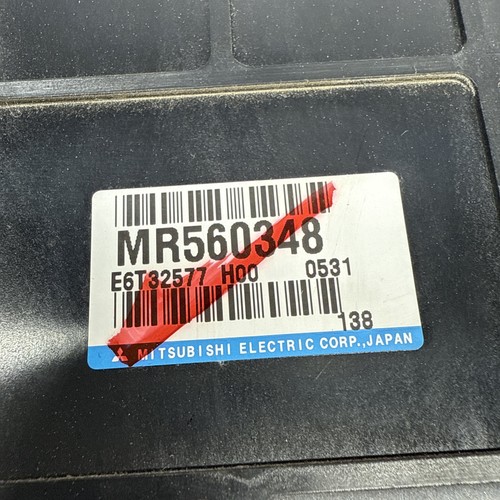 MR560348
E6T32577 H00 0531
138
MITSUBISHI ELECTRIC CORP.,JAPAN